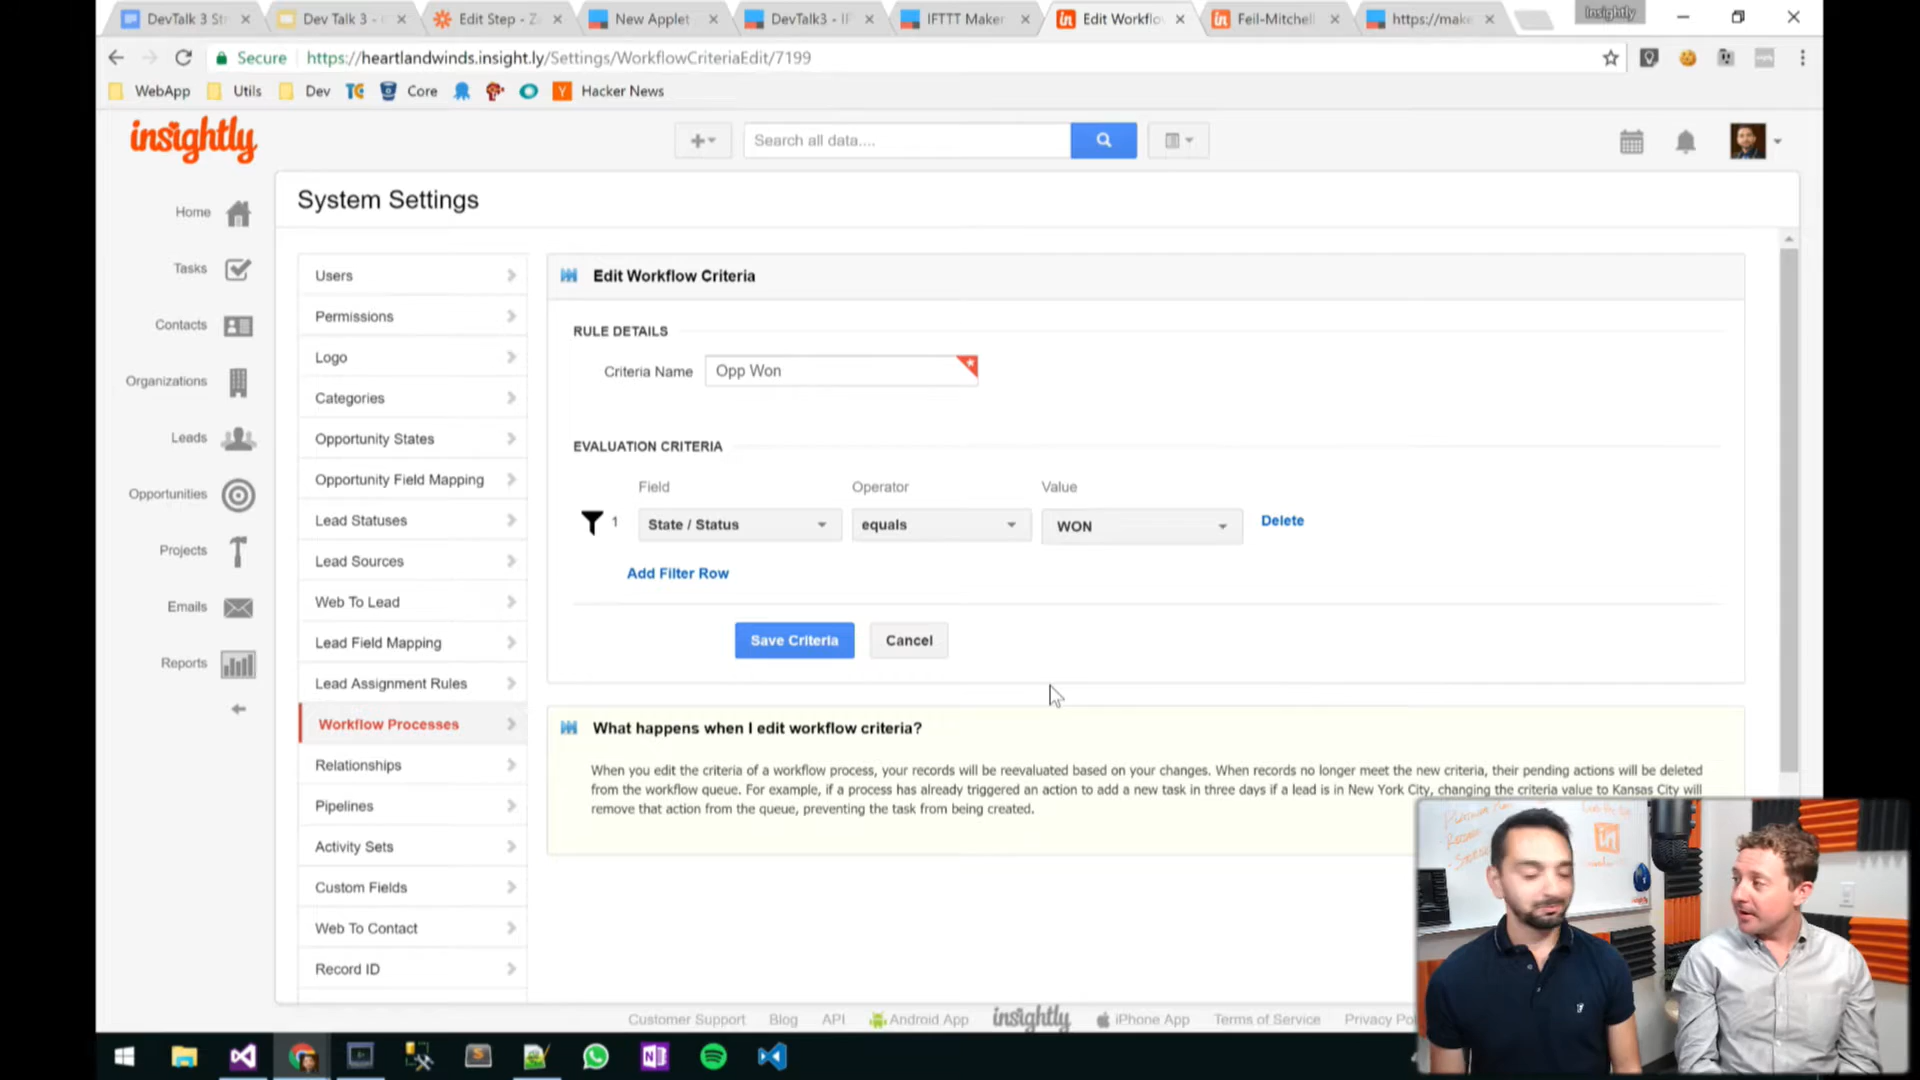 DevTalk 3 St
Dev Talk 3 -
Edit Step - Z
New Applet
DevTalk3 - I
IFTTT Maker
Edit Workflo
Feil-Mitchell
https://make
Insightly
Secure
https://heartlandwinds.insight.ly/Settings/WorkflowCriteriaEdit/7199
WebApp
Utils
Dev
Core
Hacker News
insightly
Search all data....
System Settings
Home
Tasks
Contacts
Organizations
Leads
Opportunities
Projects
Emails
Reports
Users
Permissions
Logo
Categories
Opportunity States
Opportunity Field Mapping
Lead Statuses
Lead Sources
Web To Lead
Lead Field Mapping
Lead Assignment Rules
Workflow Processes
Relationships
Pipelines
Activity Sets
Custom Fields
Web To Contact
Record ID
Edit Workflow Criteria
RULE DETAILS
Criteria Name
Opp Won
EVALUATION CRITERIA
Field
Operator
Value
1
State / Status
equals
WON
Delete
Add Filter Row
Save Criteria
Cancel
What happens when I edit workflow criteria?
When you edit the criteria of a workflow process, your records will be reevaluated based on your changes. When records no longer meet the new criteria, their pending actions will be deleted
from the workflow queue. For example, if a process has already triggered an action to add a new task in three days if a lead is in New York City, changing the criteria value to Kansas City will
remove that action from the queue, preventing the task from being created.
Customer Support
Blog
API
Android App
insightly
iPhone App
Terms of Service
Privacy Po